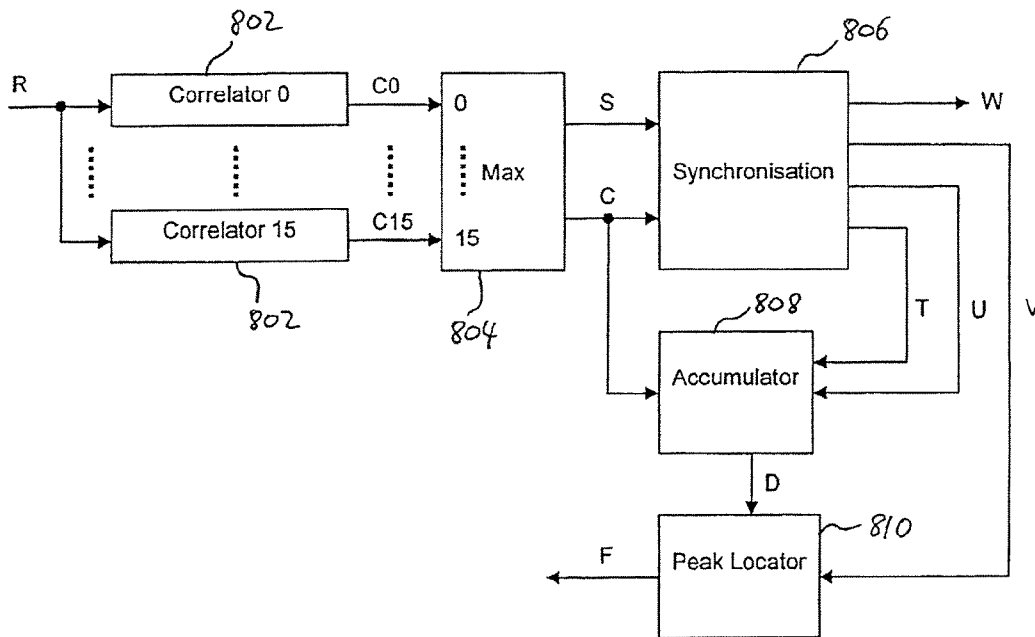 802
806
R
Correlator 0
C0
0
S
W
Max
Synchronisation
C
Correlator 15
C15
15
802
804
808
T
U
V
Accumulator
D
810
F
Peak Locator